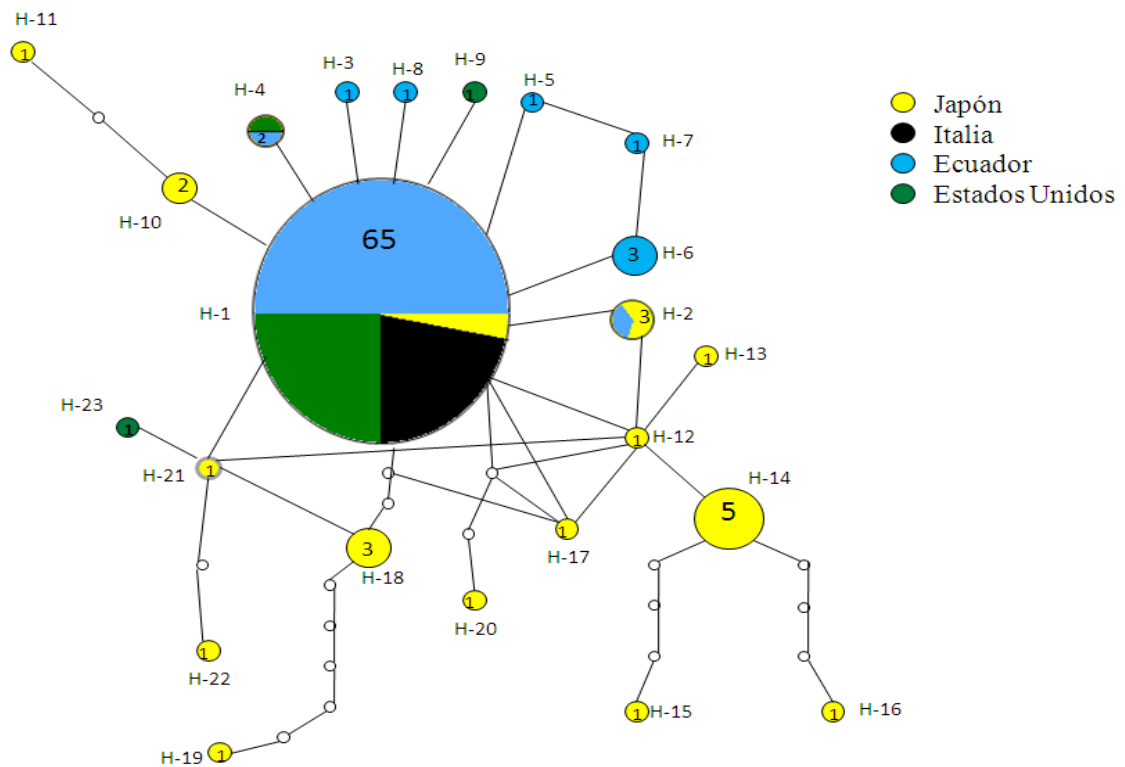 H-11
1
H-3
1
H-8
1
H-9
1
H-5
1
H-4
2
H-7
1
2
H-10
65
3
H-6
H-1
3
H-2
1
H-13
H-23
1
1
H-12
H-21
1
H-14
5
3
H-18
1
H-17
1
H-20
1
H-22
1
H-15
1
H-16
H-19
1
Japón
Italia
Ecuador
Estados Unidos